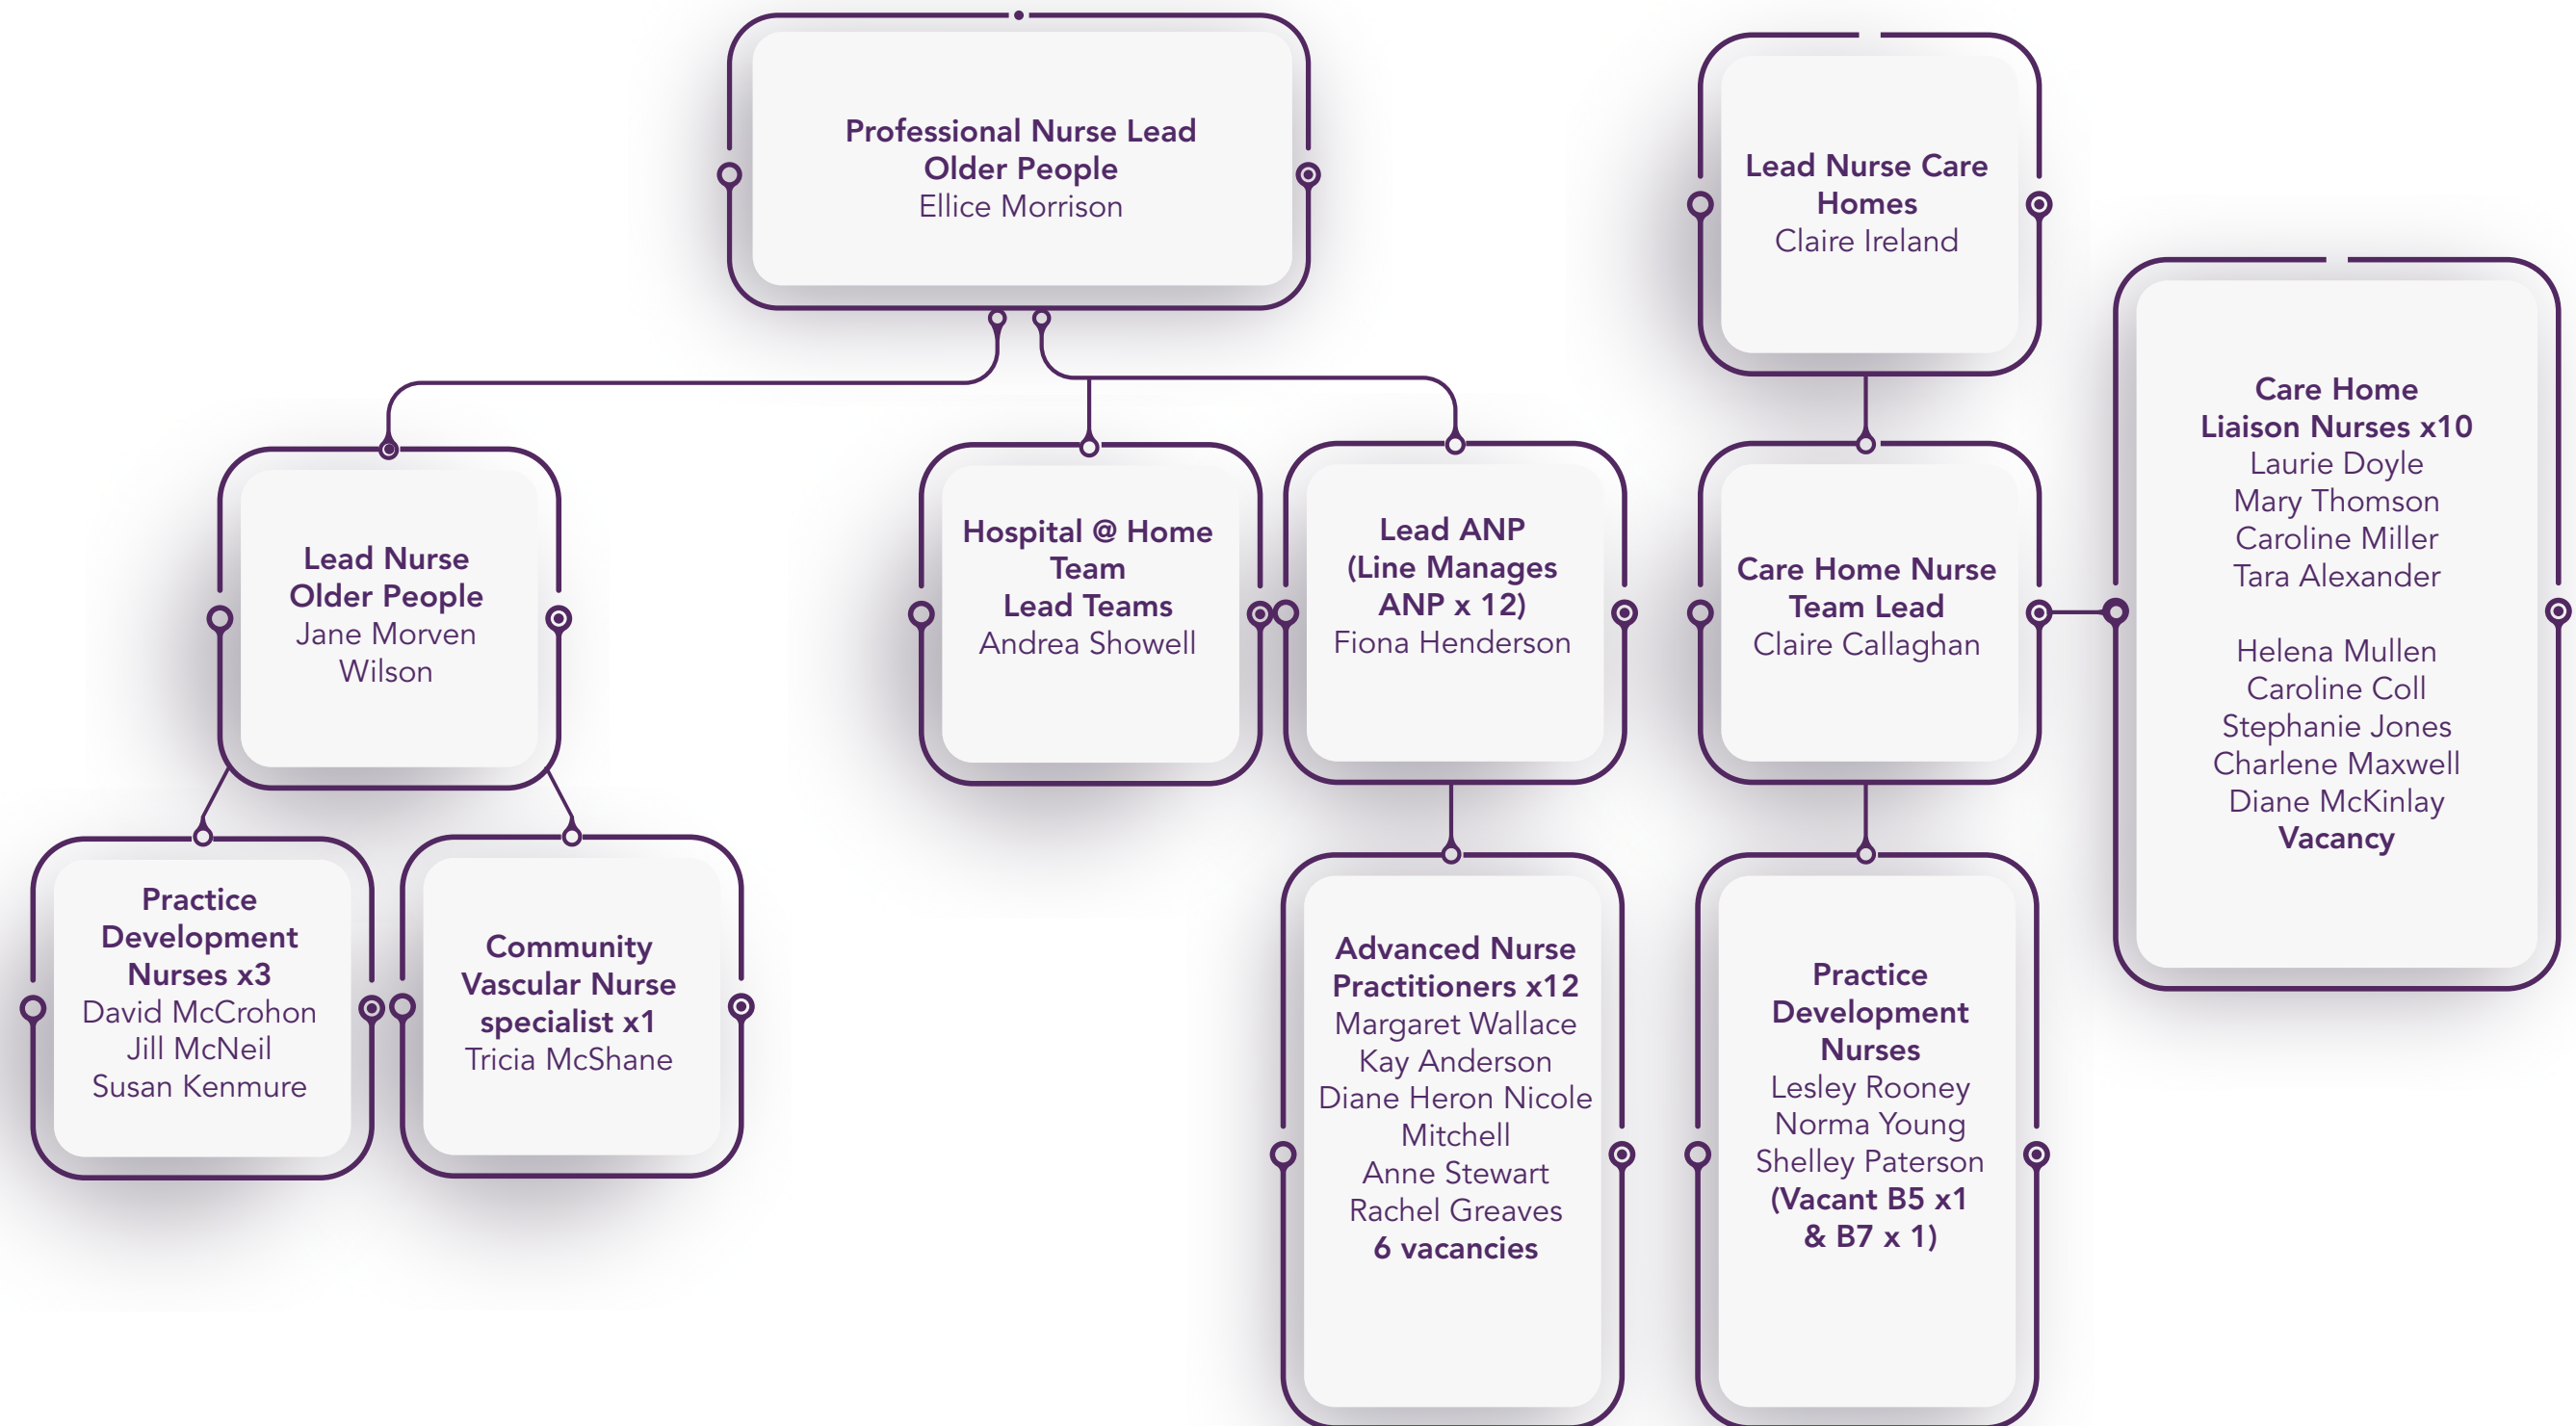 Professional Nurse Lead
Older People
Ellice Morrison
Lead Nurse Care
Homes
Claire Ireland
Care Home
Liaison Nurses x10
Laurie Doyle
Mary Thomson
Caroline Miller
Tara Alexander
Helena Mullen
Caroline Coll
Stephanie Jones
Charlene Maxwell
Diane McKinlay
Vacancy
Lead Nurse
Older People
Jane Morven
Wilson
Hospital @ Home
Team
Lead Teams
Andrea Showell
Lead ANP
(Line Manages
ANP x 12)
Fiona Henderson
Care Home Nurse
Team Lead
Claire Callaghan
Practice
Development
Nurses x3
David McCrohon
Jill McNeil
Susan Kenmure
Community
Vascular Nurse
specialist x1
Tricia McShane
Advanced Nurse
Practitioners x12
Margaret Wallace
Kay Anderson
Diane Heron Nicole
Mitchell
Anne Stewart
Rachel Greaves
6 vacancies
Practice
Development
Nurses
Lesley Rooney
Norma Young
Shelley Paterson
(Vacant B5 x1
& B7 x 1)